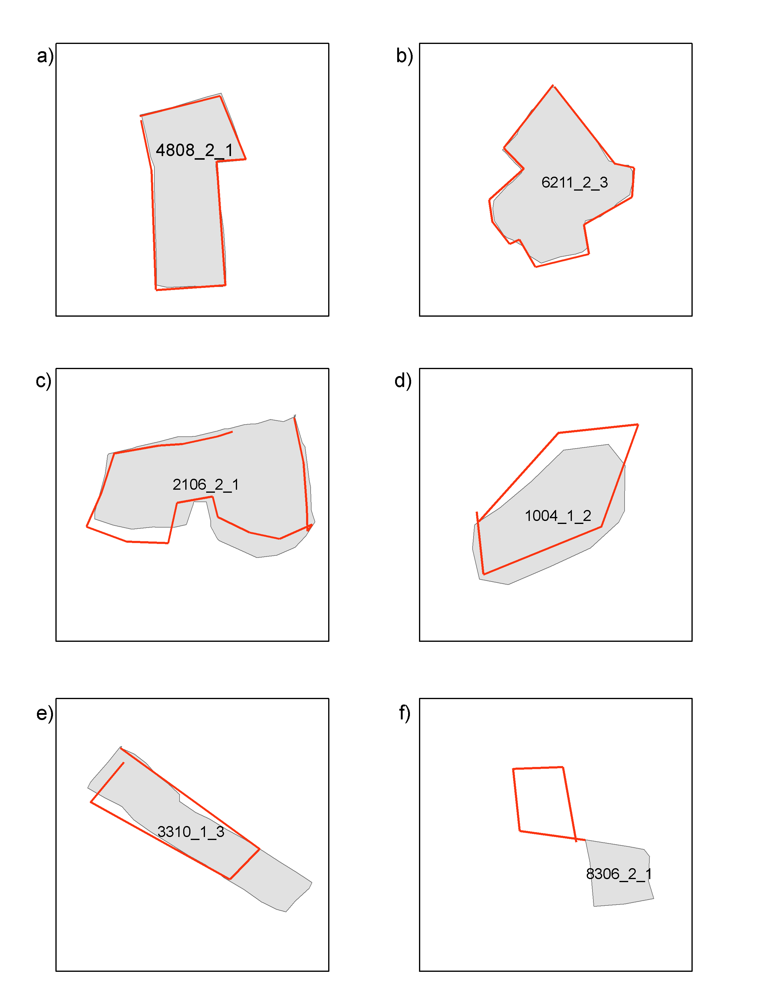 a)
b)
4808_2_1
6211_2_3
c)
d)
2106_2_1
1004_1_2
e)
f)
3310_1_3
8306_2_1